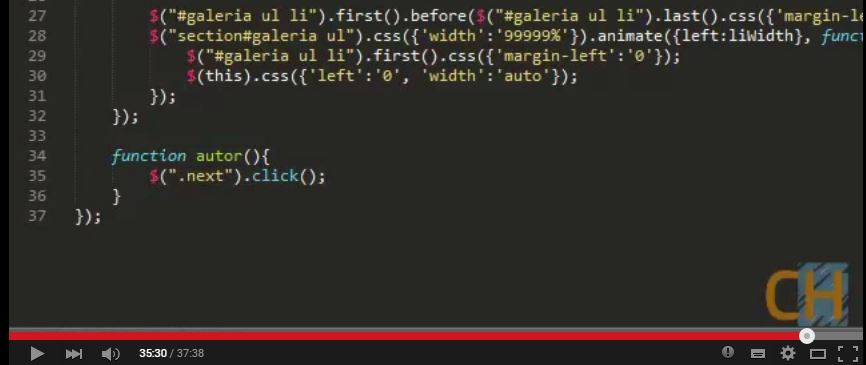 27 $("#galeria ul li").first().before($("#galeria ul li").last().css({'margin-le
28 $("section#galeria ul").css({'width':'99999%'}).animate({left:liWidth}, func
29 $("#galeria ul li").first().css({'margin-left':'0'});
30 $(this).css({'left':'0', 'width':'auto'});
31 });
32 });
33
34 function autor(){
35 $(".next").click();
36 }
37 });
CH
35:30 / 37:38